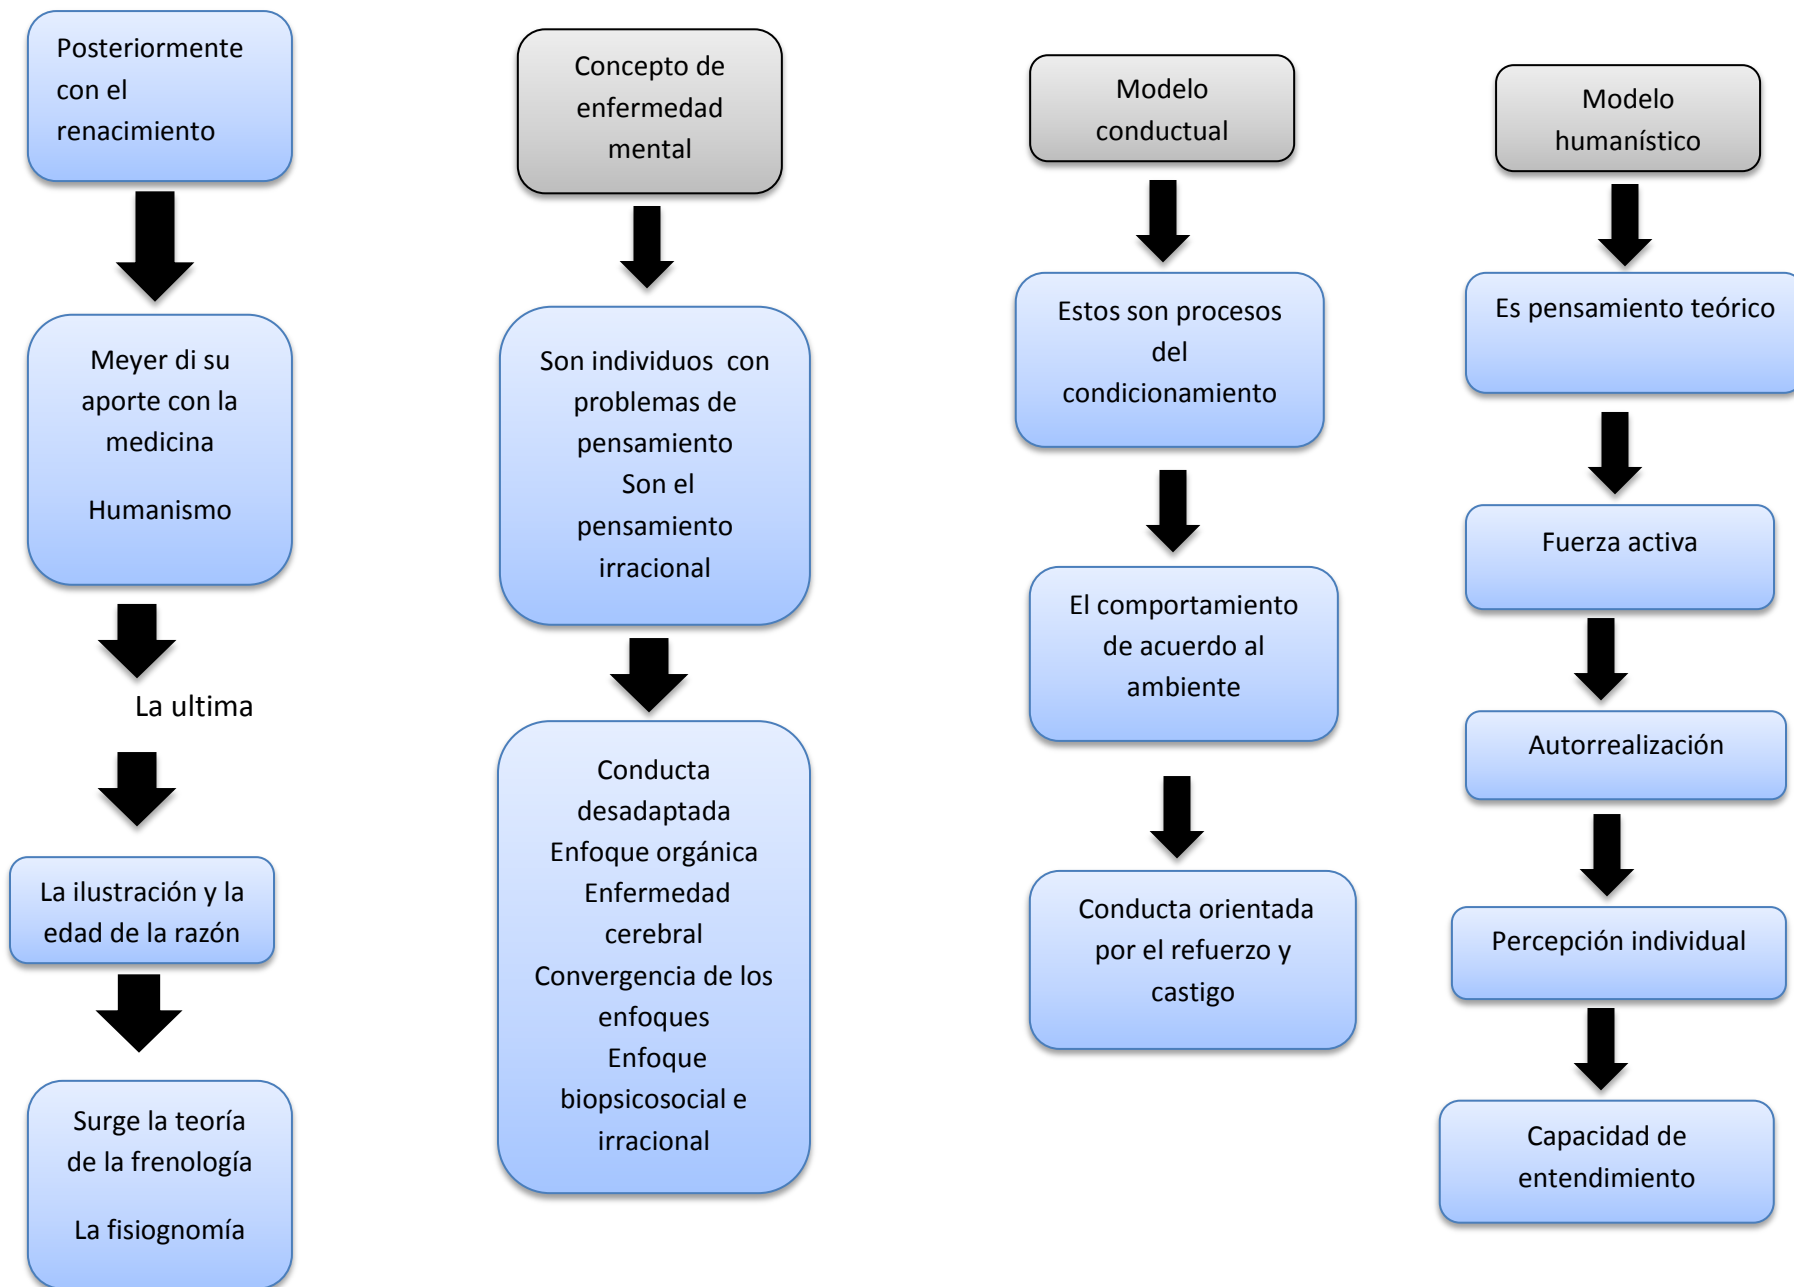 Posteriormente
con el
renacimiento
Meyer di su
aporte con la
medicina
Humanismo
La ultima
La ilustración y la
edad de la razón
Surge la teoría
de la frenología
La fisiognomía
Concepto de
enfermedad
mental
Son individuos con
problemas de
pensamiento
Son el
pensamiento
irracional
Conducta
desadaptada
Enfoque orgánica
Enfermedad
cerebral
Convergencia de los
enfoques
Enfoque
biopsicosocial e
irracional
Modelo
conductual
Estos son procesos
del
condicionamiento
El comportamiento
de acuerdo al
ambiente
Conducta orientada
por el refuerzo y
castigo
Modelo
humanístico
Es pensamiento teórico
Fuerza activa
Autorrealización
Percepción individual
Capacidad de
entendimiento